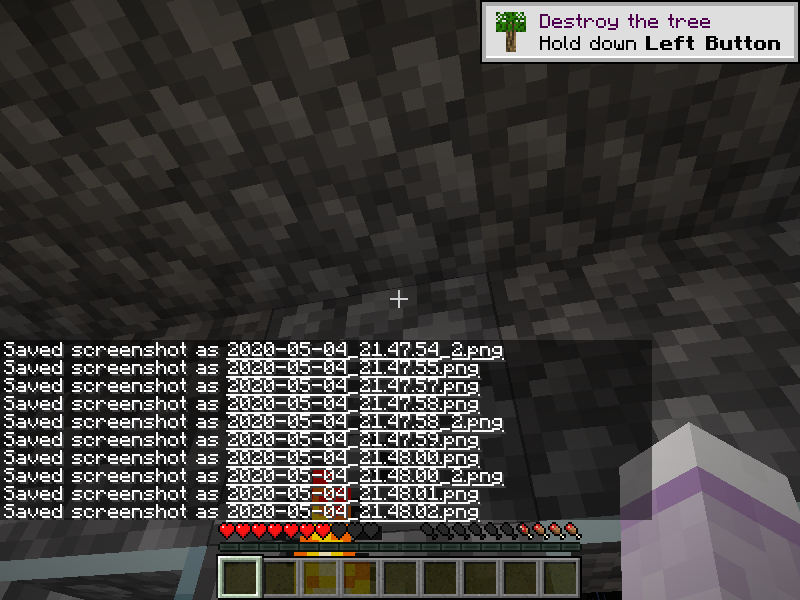 Destroy the tree
Hold down Left Button
Saved screenshot as 2020-05-04_21.47.54_2.png
Saved screenshot as 2020-05-04_21.47.55.png
Saved screenshot as 2020-05-04_21.47.57.png
Saved screenshot as 2020-05-04_21.47.58.png
Saved screenshot as 2020-05-04_21.47.58_2.png
Saved screenshot as 2020-05-04_21.47.59.png
Saved screenshot as 2020-05-04_21.48.00.png
Saved screenshot as 2020-05-04_21.48.00_2.png
Saved screenshot as 2020-05-04_21.48.01.png
Saved screenshot as 2020-05-04_21.48.02.png